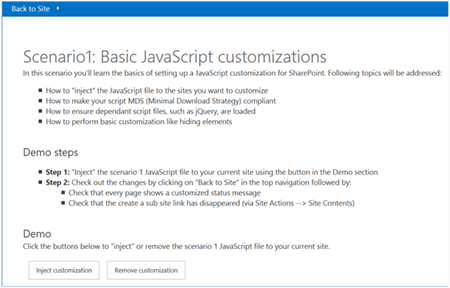 Back to Site
Scenario1: Basic JavaScript customizations
In this scenario you'll learn the basics of setting up a JavaScript customization for SharePoint. Following topics will be addressed:
How to "inject" the JavaScript file to the sites you want to customize
How to make your script MDS (Minimal Download Strategy) compliant
How to ensure dependant script files, such as jQuery, are loaded
How to perform basic customization like hiding elements
Demo steps
Step 1: "Inject" the scenario 1 JavaScript file to your current site using the button in the Demo section
Step 2: Check out the changes by clicking on "Back to Site" in the top navigation followed by:
Check that every page shows a customized status message
Check that the create a sub site link has disappeared (via Site Actions --> Site Contents)
Demo
Click the buttons below to "inject" or remove the scenario 1 JavaScript file to your current site.
Inject customization Remove customization